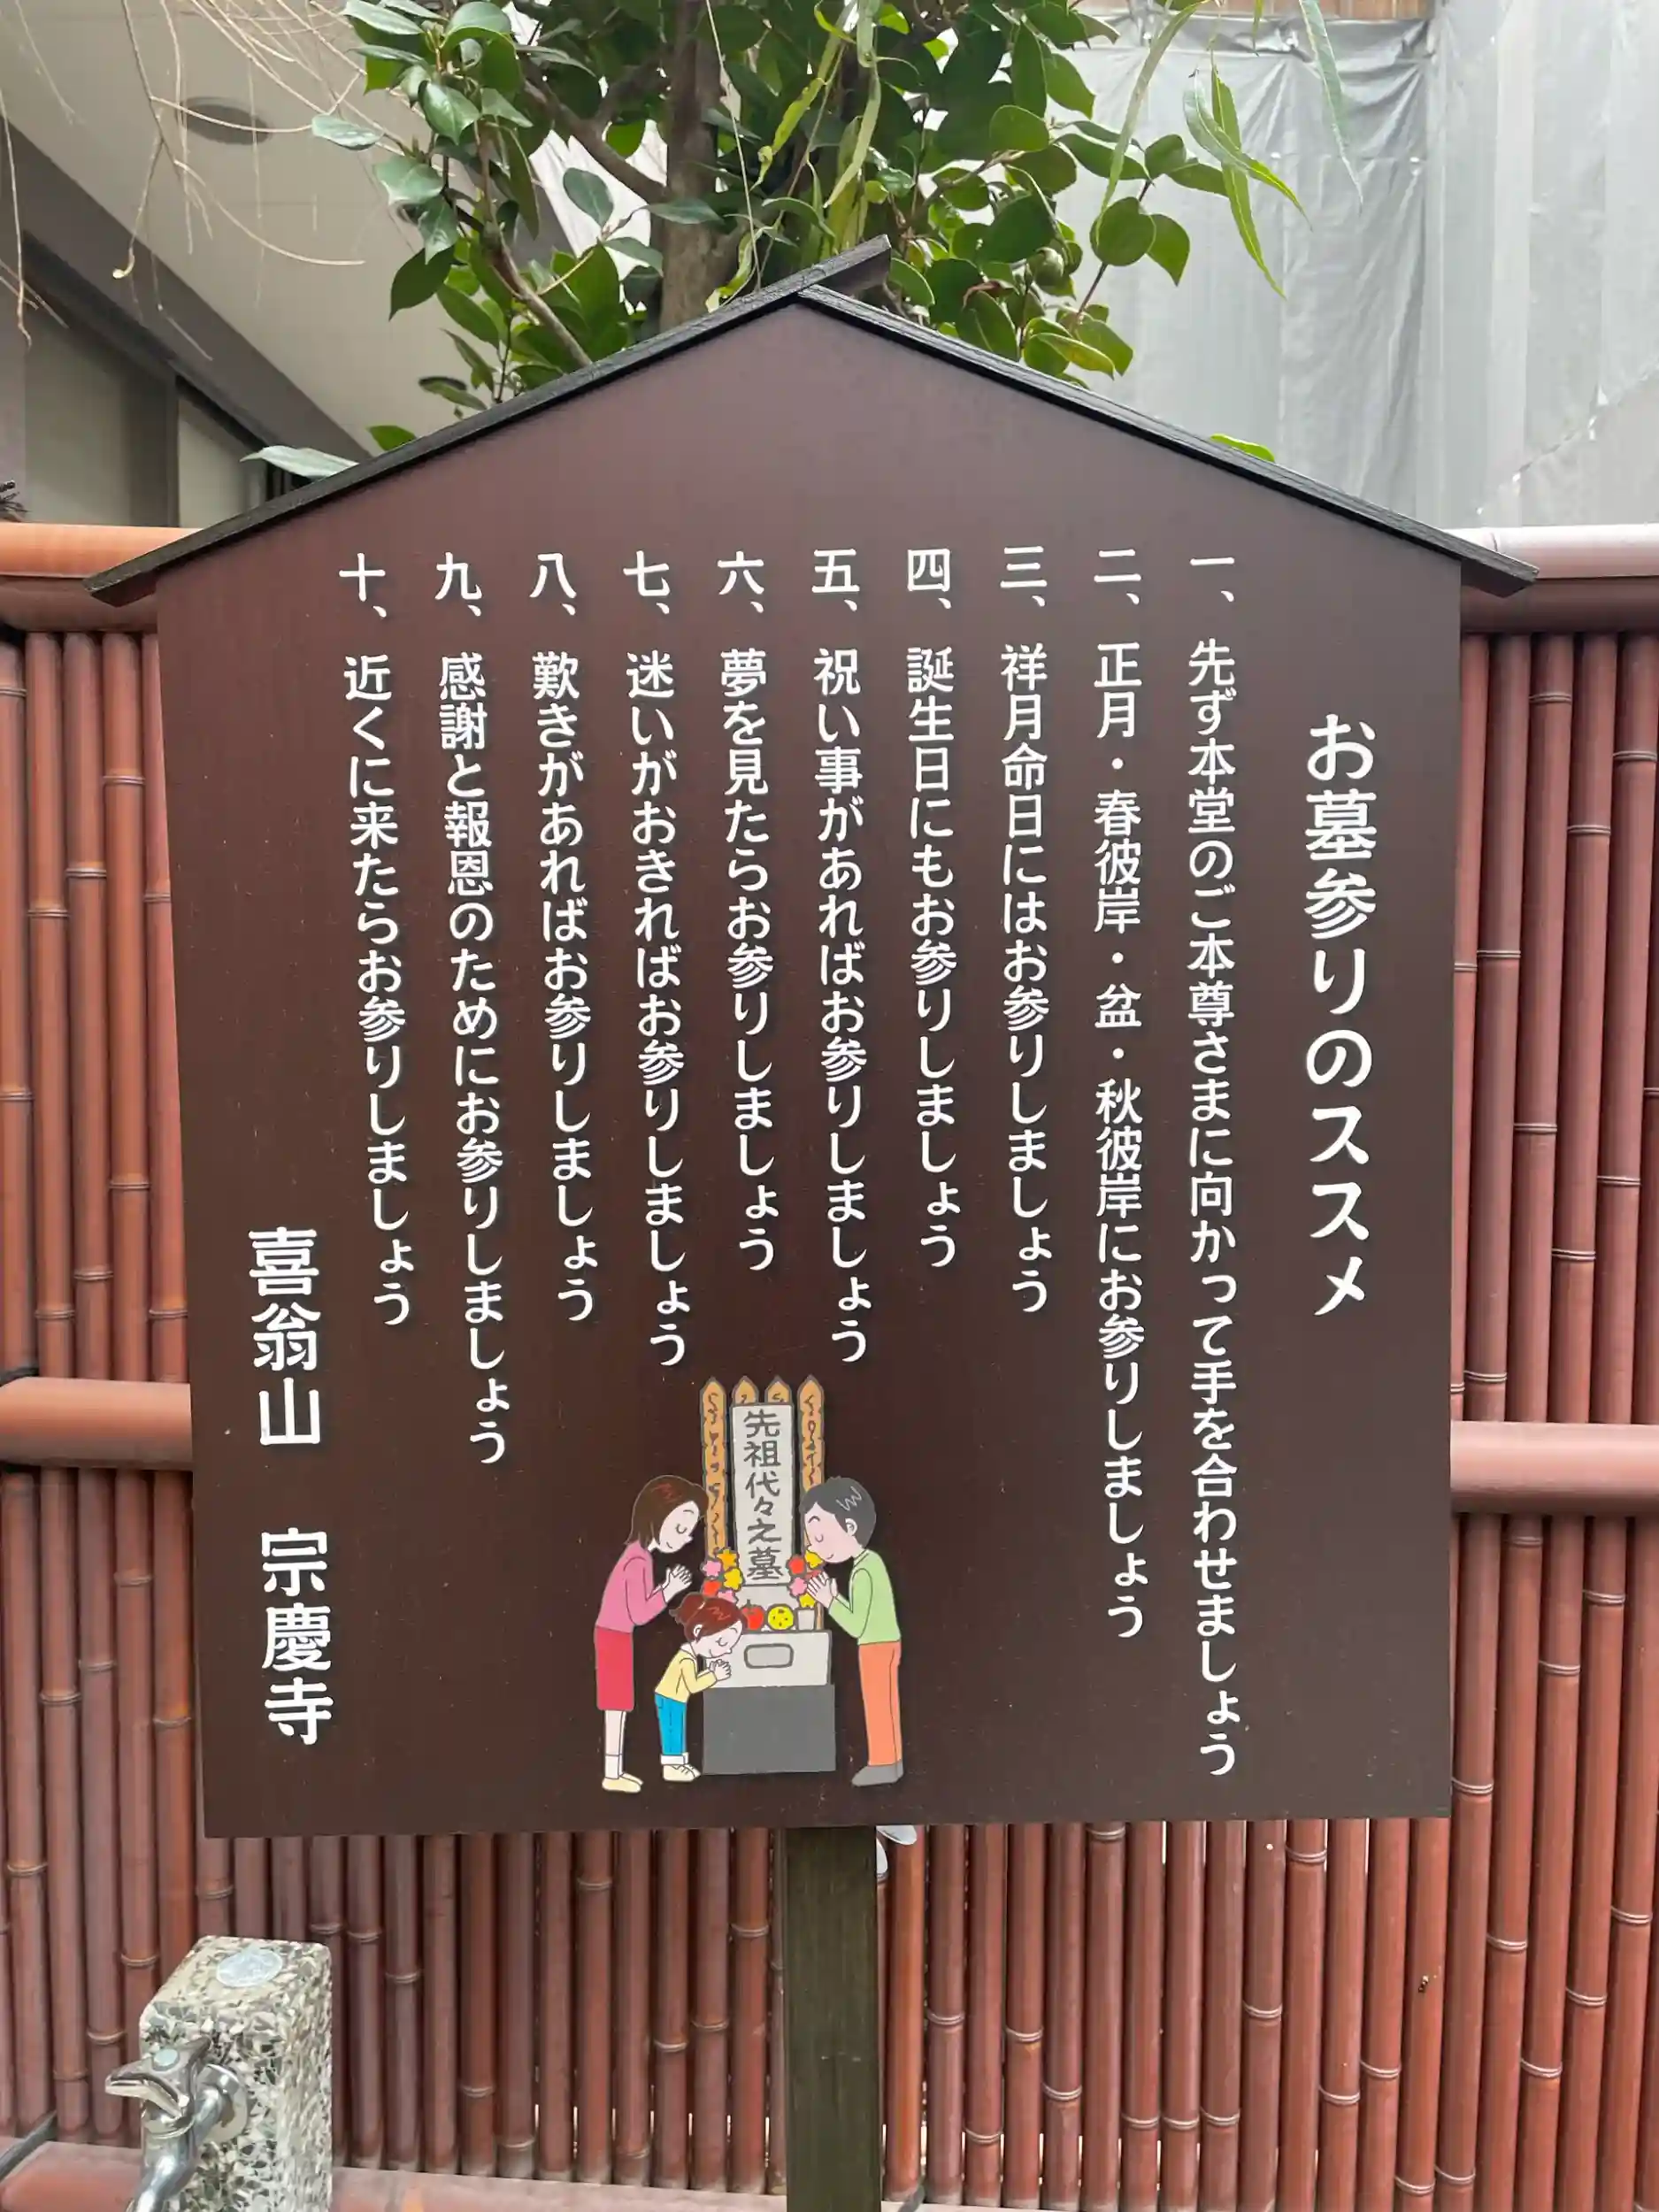 お墓参りのススメ
一、先ず本堂のご本尊さまに向かって手を合わせましょう
二、正月・春彼岸・盆・秋彼岸にお参りしましょう
三、祥月命日にはお参りしましょう
四、誕生日にもお参りしましょう
五、祝い事があればお参りしましょう
六、夢を見たらお参りしましょう
七、迷いがおきればお参りしましょう
八、歎きがあればお参りしましょう
九、感謝と報恩のためにお参りしましょう
十、近くに来たらお参りしましょう
喜翁山 宗慶寺
先祖代々之墓